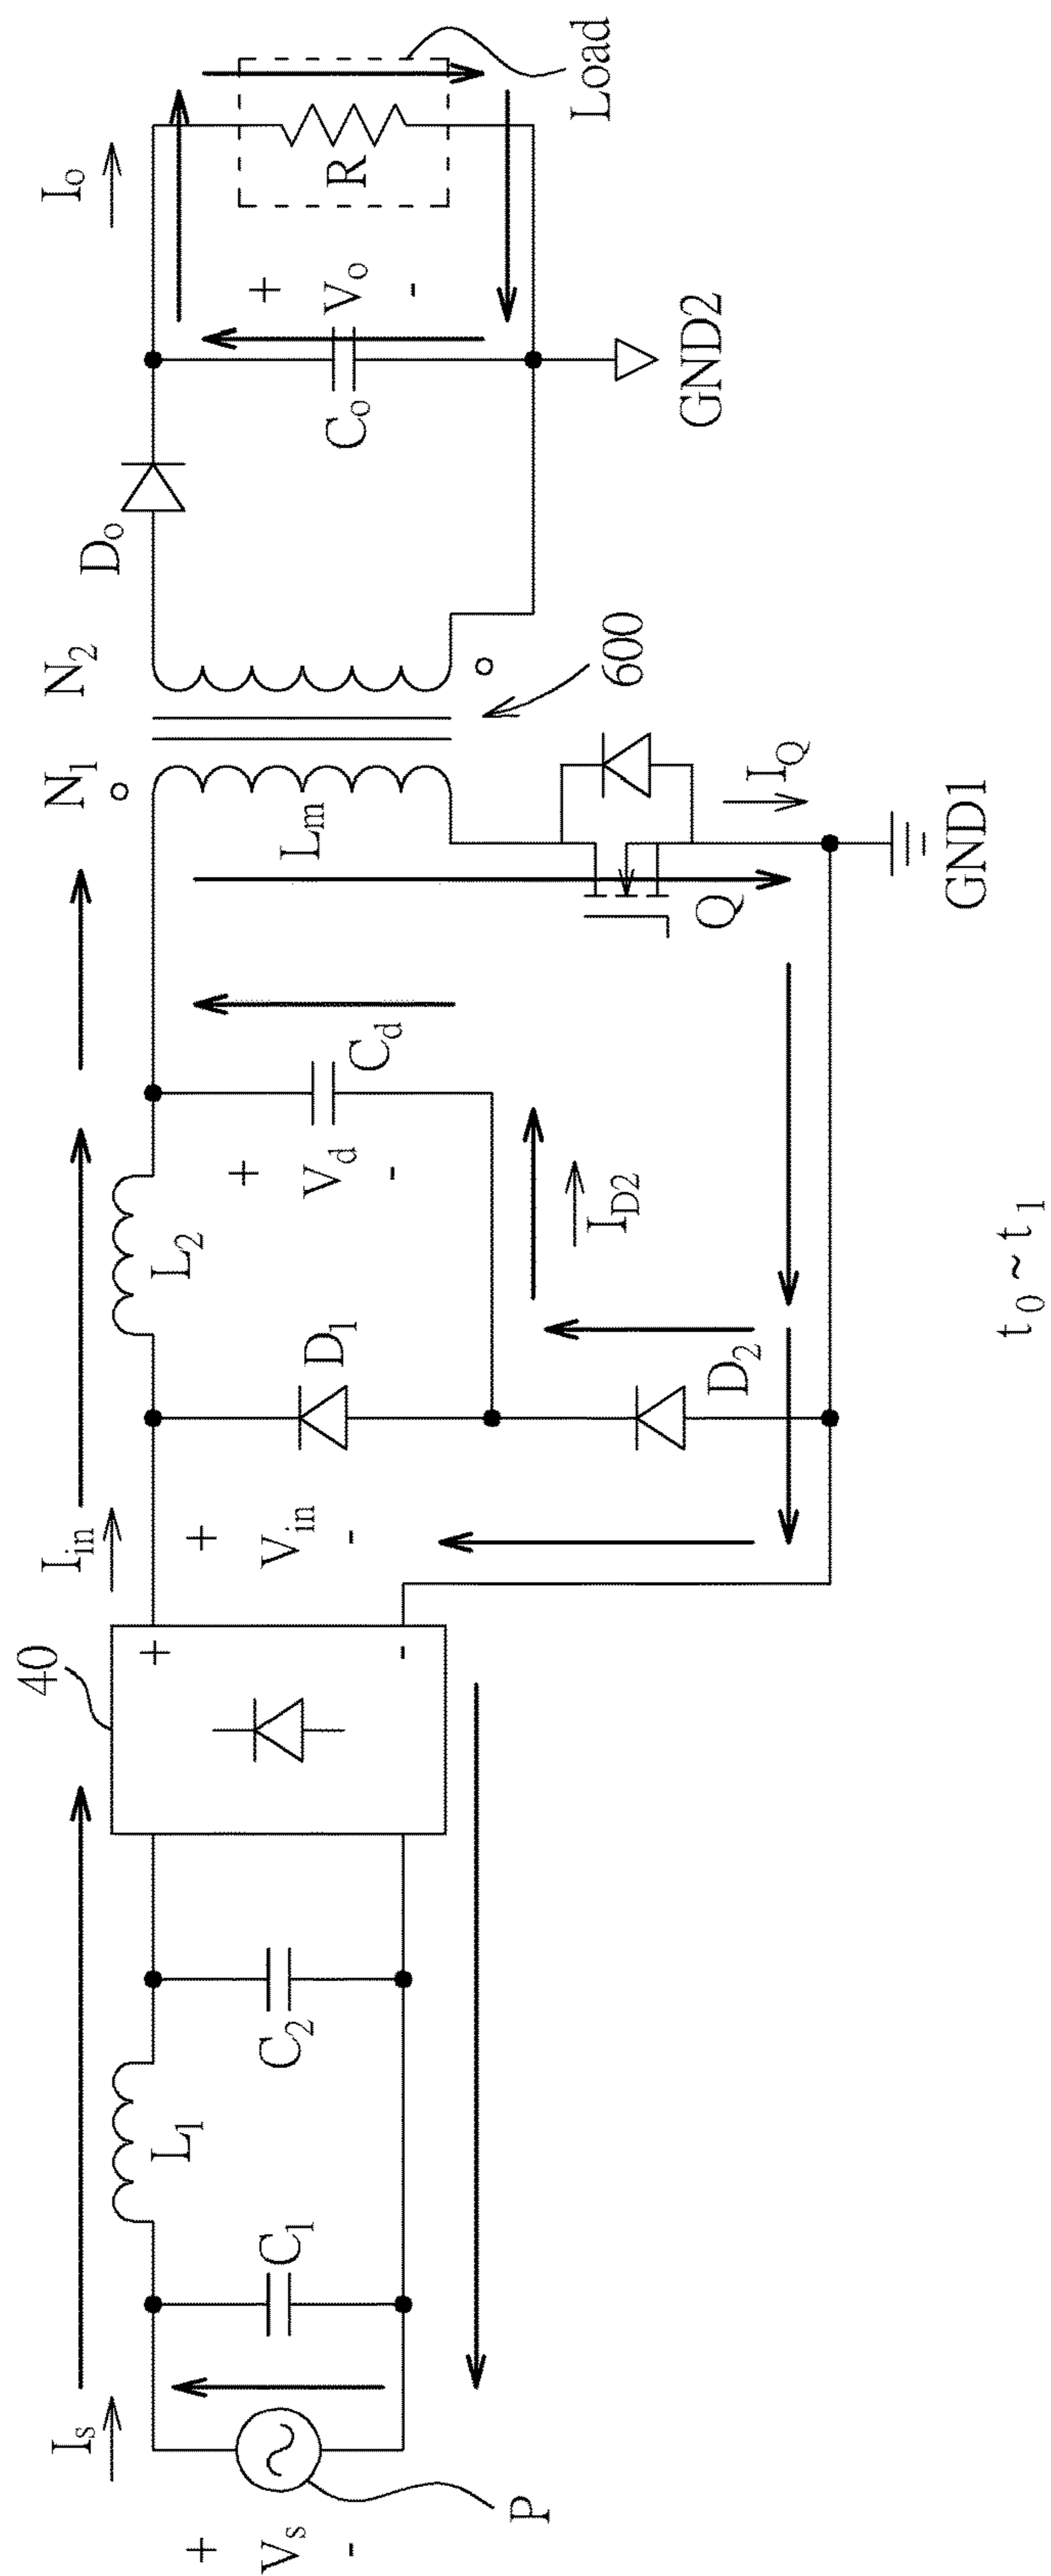 I_s
+
V_s
-
P
C_1
L_1
C_2
40
+
-
I_in
+
V_in
-
D_1
D_2
L_2
I_D2
+
V_d
-
C_d
N_1
N_2
L_m
Q
I_Q
GND1
600
D_o
C_o
+
V_o
-
GND2
I_o
R
Load
t_0 ~ t_1